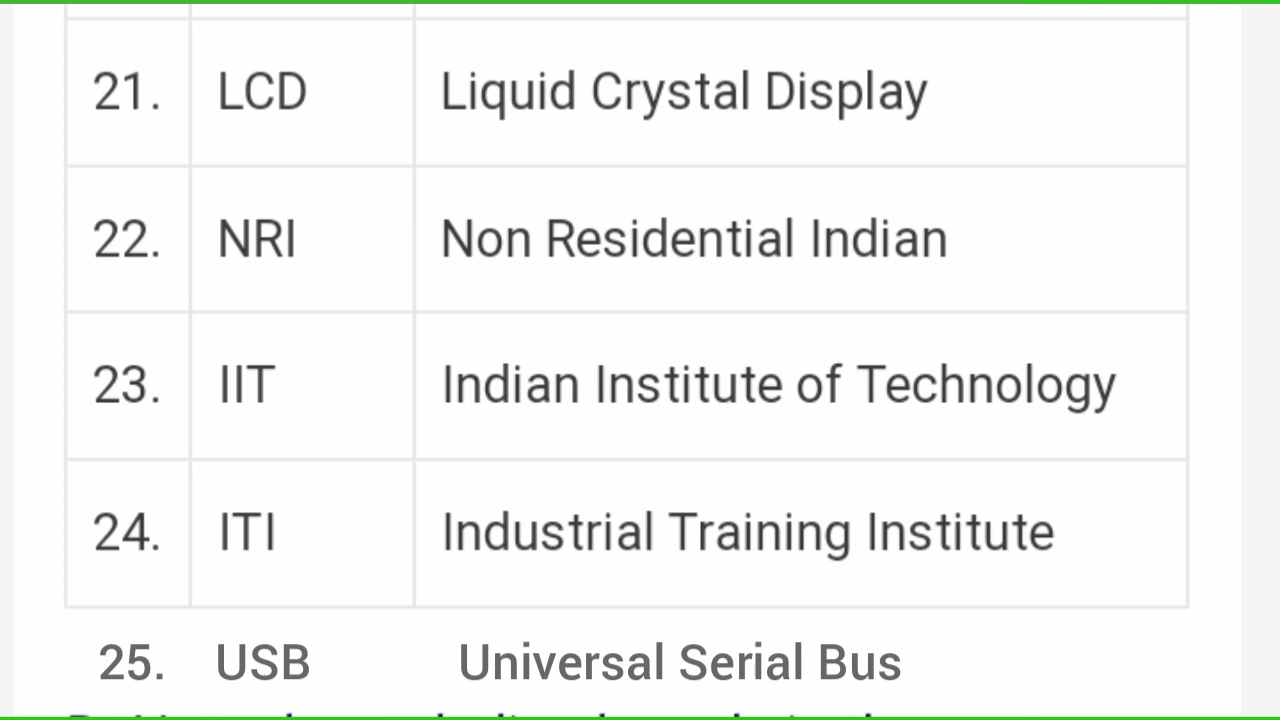 21. LCD Liquid Crystal Display
22. NRI Non Residential Indian
23. IIT Indian Institute of Technology
24. ITI Industrial Training Institute
25. USB Universal Serial Bus